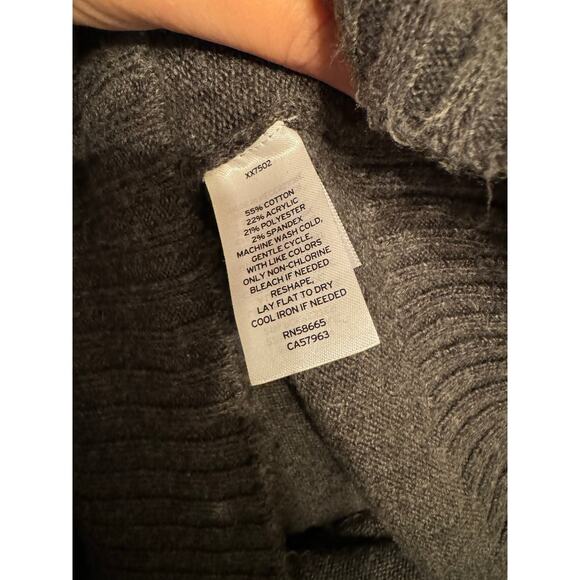 XX7502
55% COTTON
22% ACRYLIC
21% POLYESTER
2% SPANDEX
MACHINE WASH COLD,
GENTLE CYCLE,
WITH LIKE COLORS
ONLY NON-CHLORINE
BLEACH IF NEEDED
RESHAPE,
LAY FLAT TO DRY
COOL IRON IF NEEDED
RN58665
CA57963